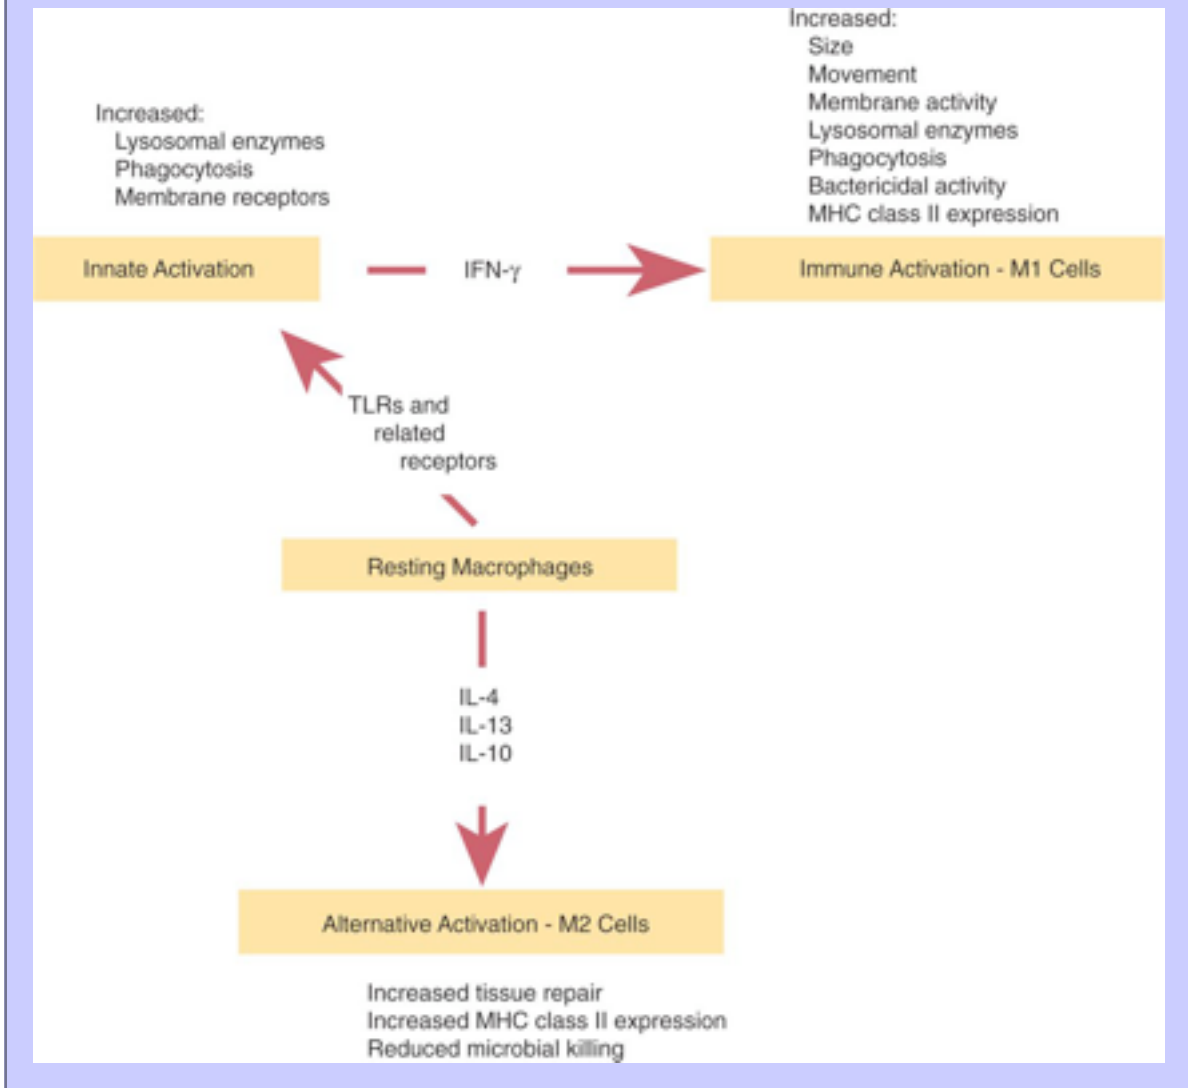 Increased:
Size
Movement
Membrane activity
Lysosomal enzymes
Phagocytosis
Bactericidal activity
MHC class II expression
Increased:
Lysosomal enzymes
Phagocytosis
Membrane receptors
Innate Activation
IFN-γ
Immune Activation - M1 Cells
TLRs and
related
receptors
Resting Macrophages
IL-4
IL-13
IL-10
Alternative Activation - M2 Cells
Increased tissue repair
Increased MHC class II expression
Reduced microbial killing